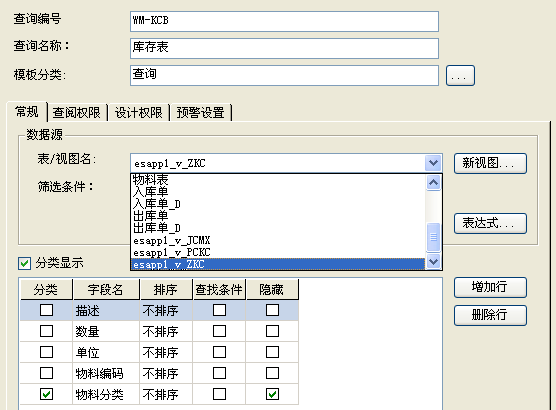 查询编号 WM-KCB
查询名称： 库存表
模板分类: 查询 ...
常规 查阅权限 设计权限 预警设置
数据源
表/视图名: esapp1_v_ZKC 新视图...
筛选条件：
物料表
入库单
入库单_D
出库单
出库单_D
esapp1_v_JCMX
esapp1_v_PCKC
esapp1_v_ZKC
表达式...
分类显示
分类 字段名 排序 查找条件 隐藏
描述 不排序
数量 不排序
单位 不排序
物料编码 不排序
物料分类 不排序
增加行
删除行